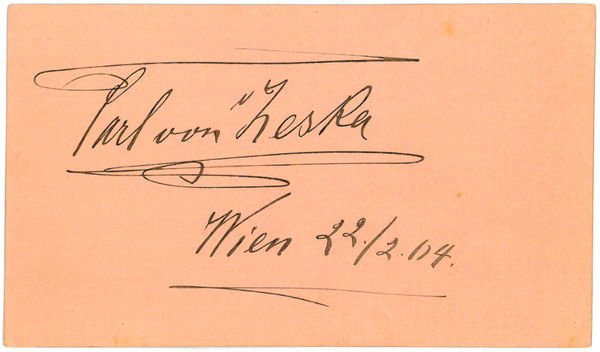 Carl von Zeska
Wien 22./2.04.